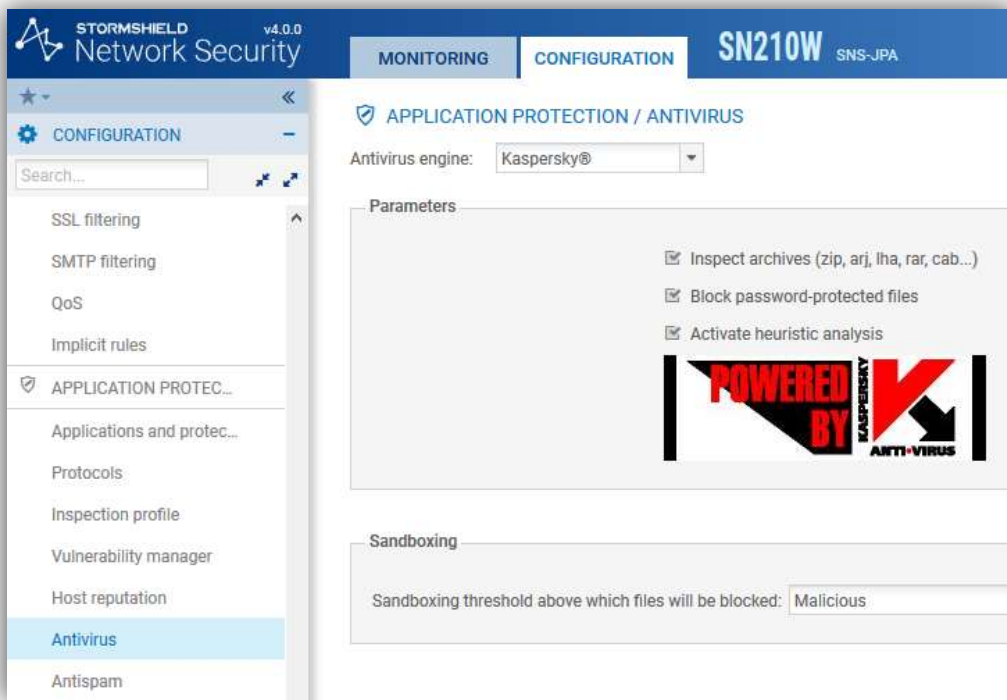 STORMSHIELD v4.0.0
Network Security
MONITORING CONFIGURATION SN210W SNS-JPA
CONFIGURATION
Search...
SSL filtering
SMTP filtering
QoS
Implicit rules
APPLICATION PROTEC...
Applications and protec...
Protocols
Inspection profile
Vulnerability manager
Host reputation
Antivirus
Antispam
APPLICATION PROTECTION / ANTIVIRUS
Antivirus engine: Kaspersky®
Parameters
Inspect archives (zip, arj, lha, rar, cab...)
Block password-protected files
Activate heuristic analysis
POWERED
BY
KASPERSKY
ANTI-VIRUS
Sandboxing
Sandboxing threshold above which files will be blocked: Malicious